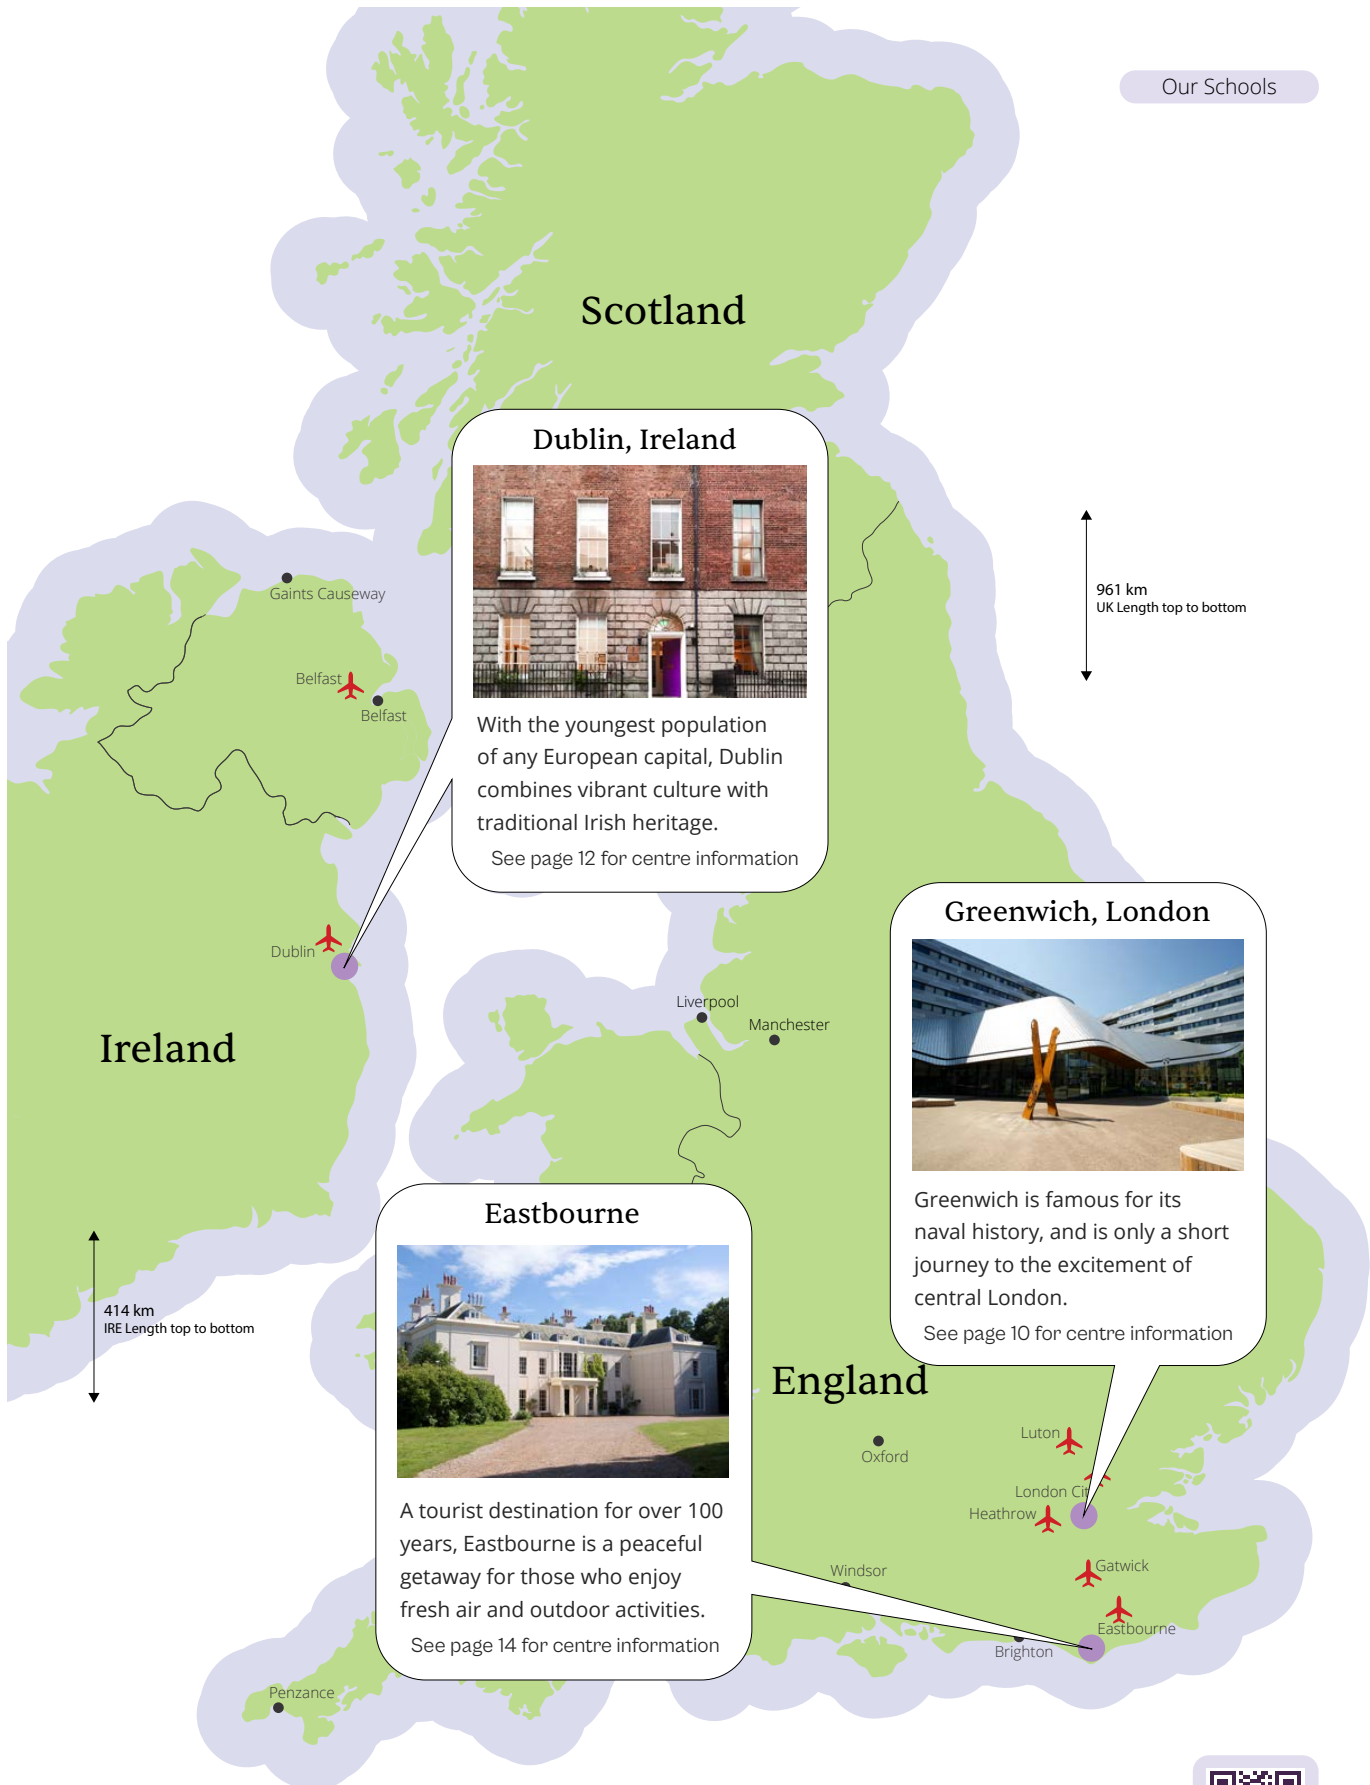 Our Schools
Scotland
Dublin, Ireland
With the youngest population
of any European capital, Dublin
combines vibrant culture with
traditional Irish heritage.
See page 12 for centre information
961 km
UK Length top to bottom
Gaints Causeway
Belfast
Belfast
Dublin
Ireland
Liverpool
Manchester
Greenwich, London
Greenwich is famous for its
naval history, and is only a short
journey to the excitement of
central London.
See page 10 for centre information
Eastbourne
A tourist destination for over 100
years, Eastbourne is a peaceful
getaway for those who enjoy
fresh air and outdoor activities.
See page 14 for centre information
414 km
IRE Length top to bottom
England
Oxford
Luton
London Cit
Heathrow
Gatwick
Windsor
Eastbourne
Brighton
Penzance